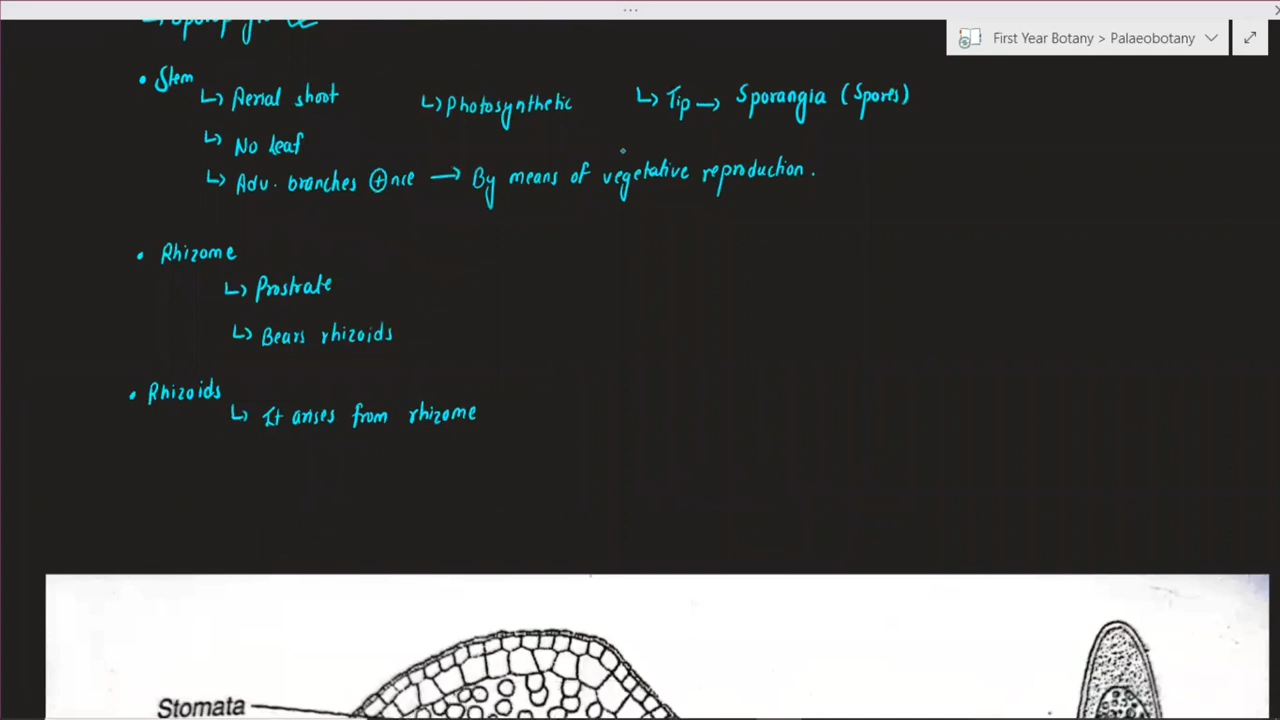 First Year Botany > Palaeobotany
• Stem
↳ Aerial shoot ↳ Photosynthetic ↳ Tip → Sporangia (Spores)
↳ No leaf
↳ Adv. branches ⊕nce → By means of vegetative reproduction.
• Rhizome
↳ Prostrate
↳ Bears rhizoids
• Rhizoids
↳ It arises from rhizome
Stomata